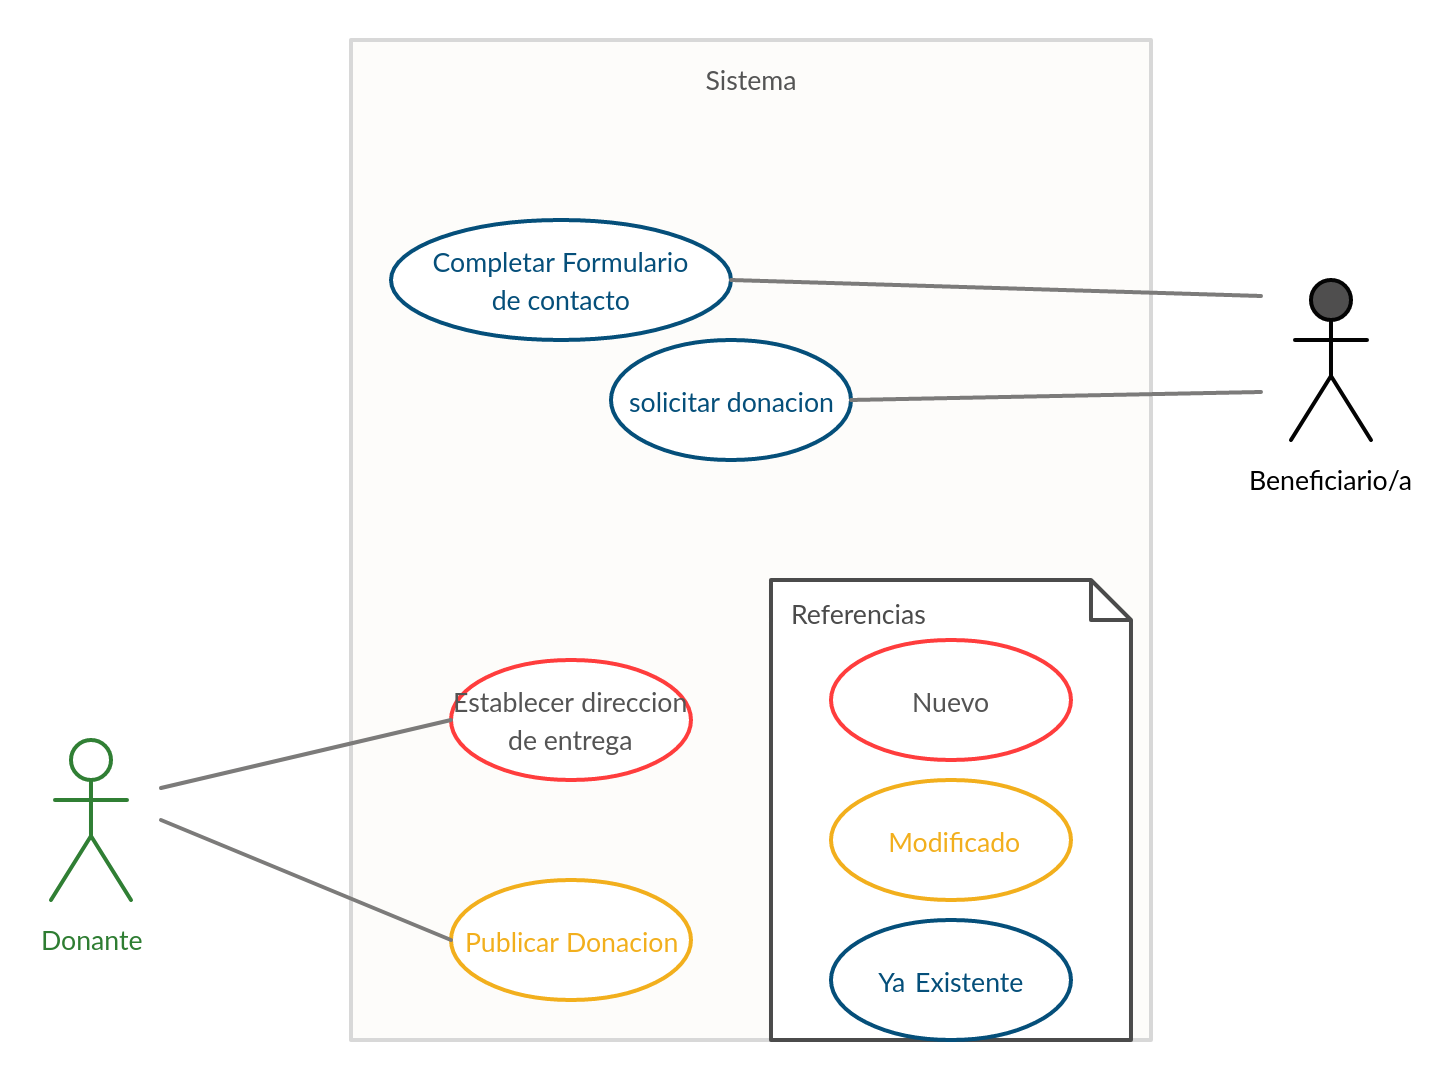 Sistema
Completar Formulario
de contacto
solicitar donacion
Beneficiario/a
Referencias
Nuevo
Establecer direccion
de entrega
Modificado
Donante
Publicar Donacion
Ya Existente